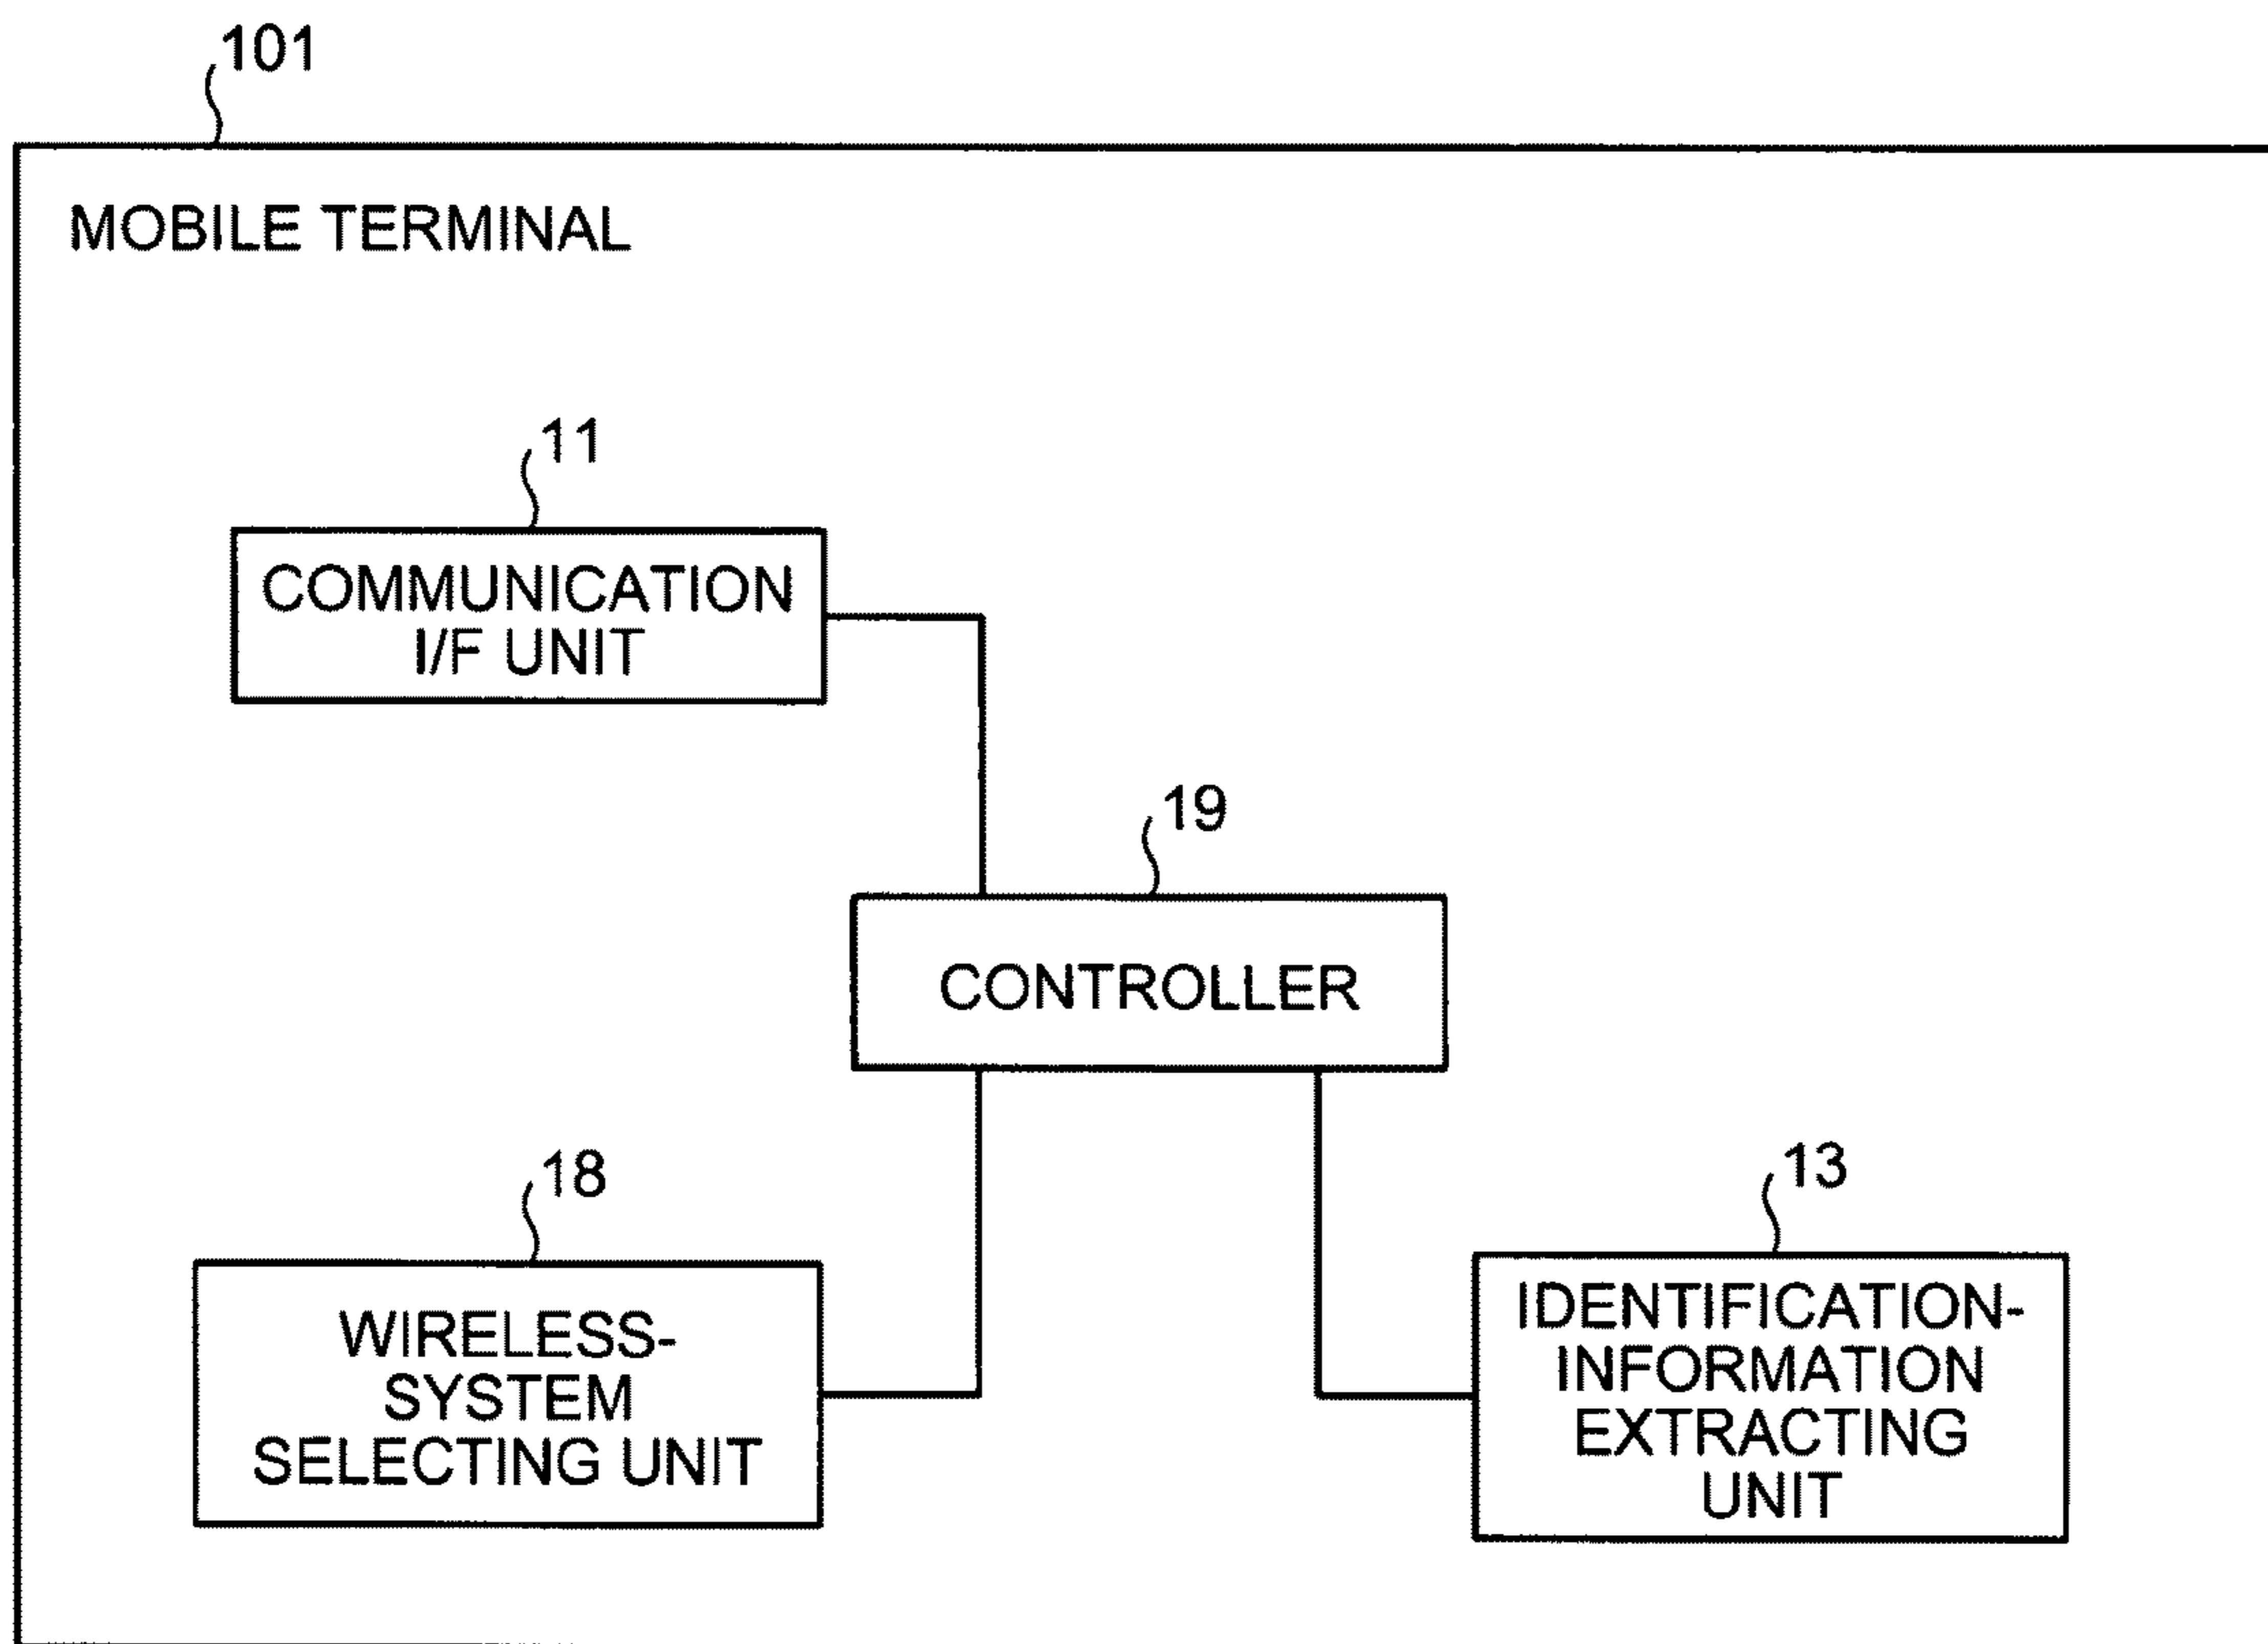 101
MOBILE TERMINAL
11
COMMUNICATION
I/F UNIT
19
CONTROLLER
18
WIRELESS-
SYSTEM
SELECTING UNIT
13
IDENTIFICATION-
INFORMATION
EXTRACTING
UNIT